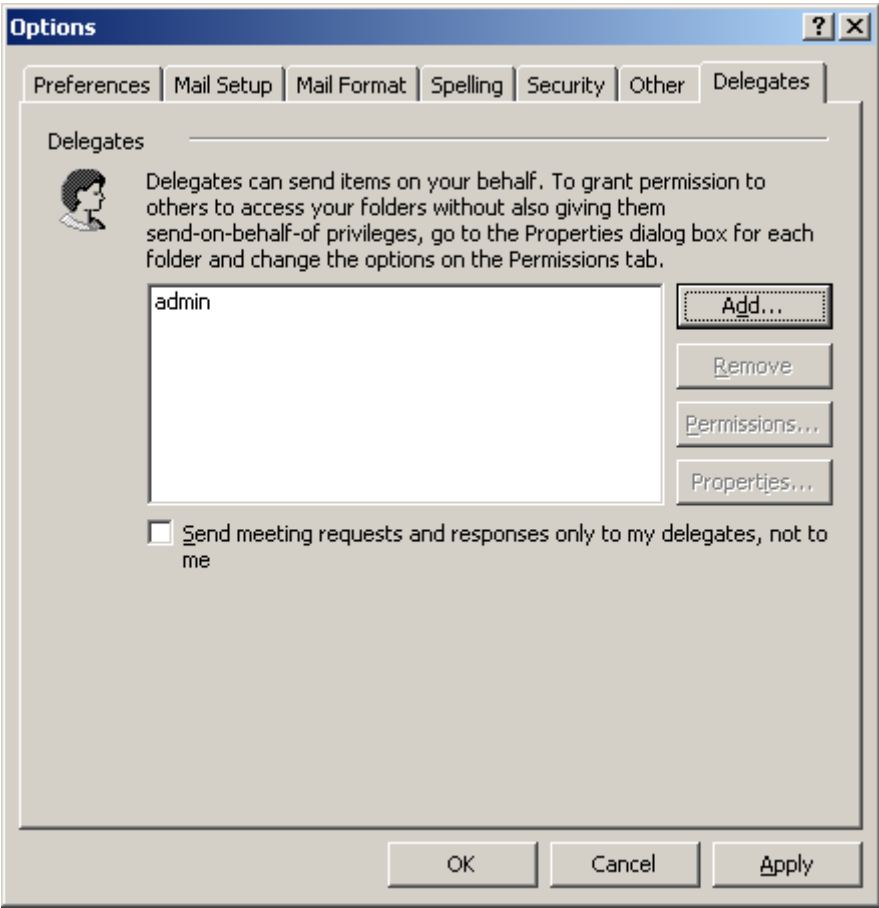 Options
Preferences Mail Setup Mail Format Spelling Security Other Delegates
Delegates
Delegates can send items on your behalf. To grant permission to
others to access your folders without also giving them
send-on-behalf-of privileges, go to the Properties dialog box for each
folder and change the options on the Permissions tab.
admin
Add...
Remove
Permissions...
Properties...
Send meeting requests and responses only to my delegates, not to
me
OK Cancel Apply